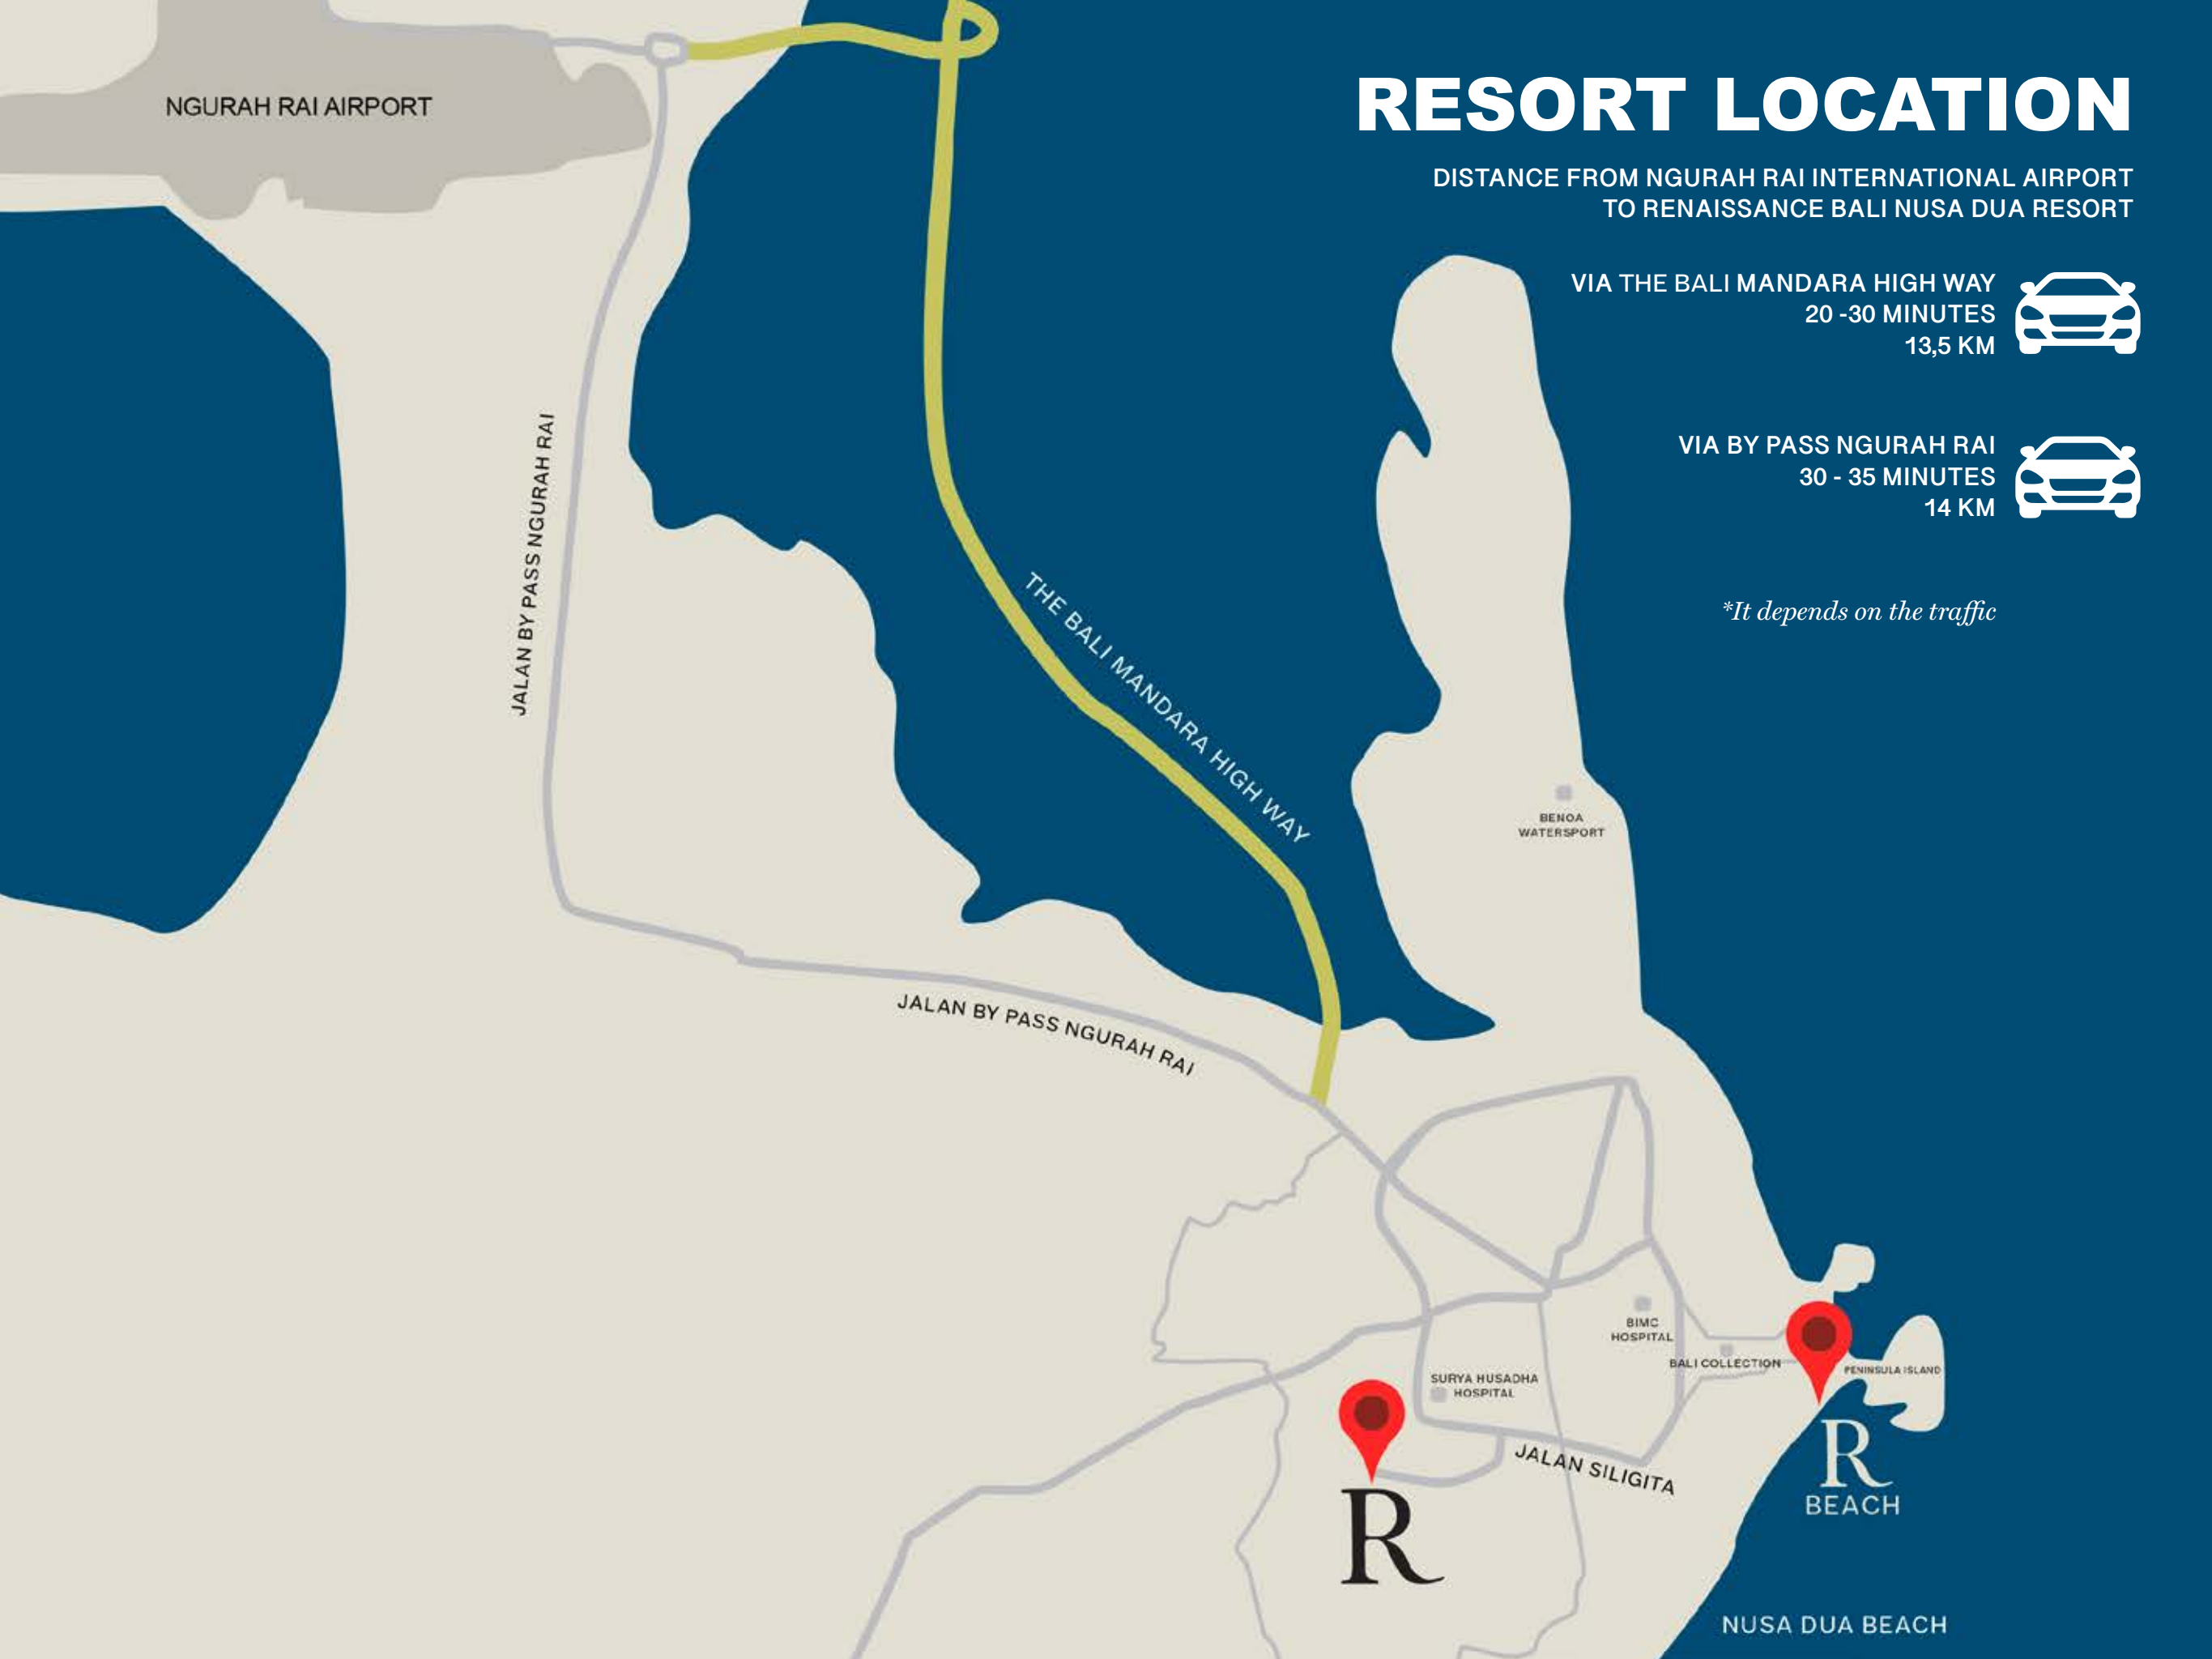 RESORT LOCATION
DISTANCE FROM NGURAH RAI INTERNATIONAL AIRPORT
TO RENAISSANCE BALI NUSA DUA RESORT
VIA THE BALI MANDARA HIGH WAY
20 -30 MINUTES
13,5 KM
VIA BY PASS NGURAH RAI
30 - 35 MINUTES
14 KM
*It depends on the traffic
NGURAH RAI AIRPORT
JALAN BY PASS NGURAH RAI
THE BALI MANDARA HIGH WAY
BENOA
WATERSPORT
JALAN BY PASS NGURAH RAI
BIMC
HOSPITAL
BALI COLLECTION
PENINSULA ISLAND
SURYA HUSADHA
HOSPITAL
JALAN SILIGITA
R
R
BEACH
NUSA DUA BEACH